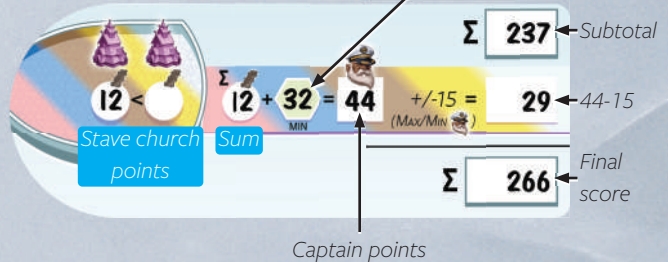 Σ 237 Subtotal
12 < Σ 12 + 32 = 44 +/-15 = 29 44-15
MIN (MAX/MIN )
Stave church points Sum
Σ 266 Final score
Captain points